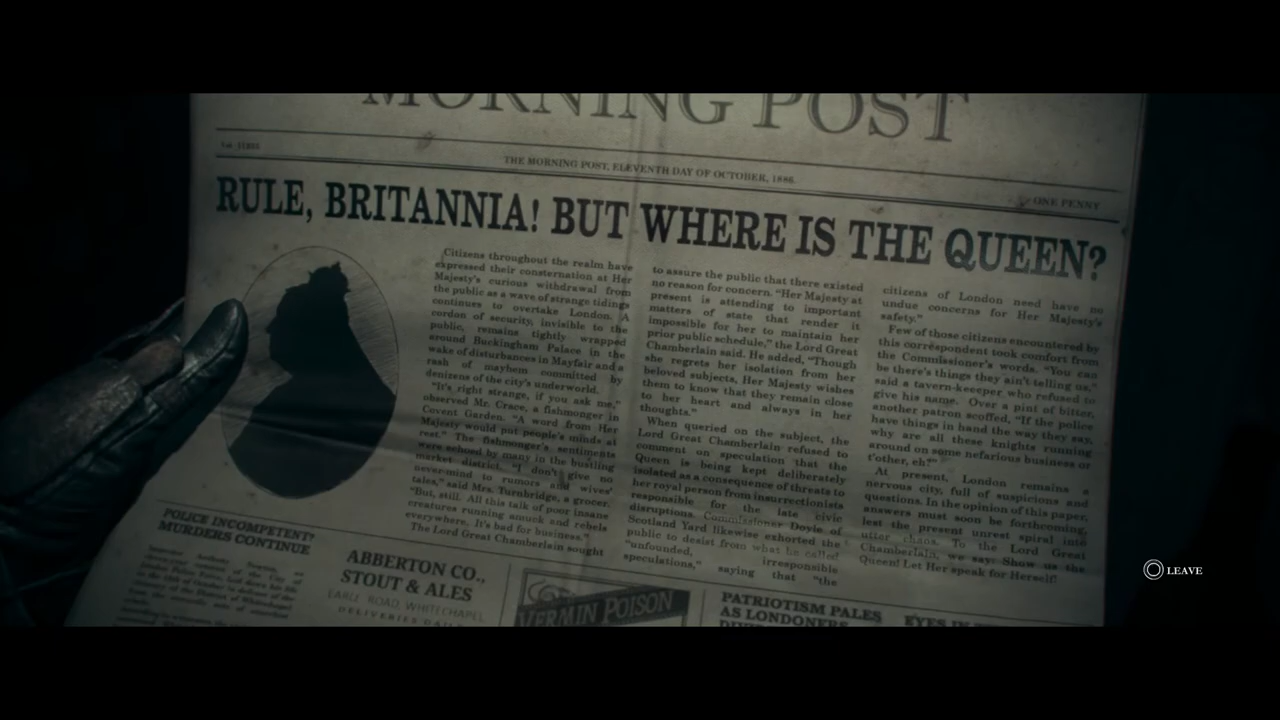 MORNING POST
THE MORNING POST, ELEVENTH DAY OF OCTOBER, 1886.
ONE PENNY
RULE, BRITANNIA! BUT WHERE IS THE QUEEN?
Citizens throughout the realm have
expressed their consternation at Her
Majesty's curious withdrawal from
the public as a wave of strange tidings
continues to overtake London. A
cordon of security, invisible to the
public, remains tightly wrapped
around Buckingham Palace in the
wake of disturbances in Mayfair and a
rash of mayhem committed by
denizens of the city's underworld.
"It's right strange, if you ask me,"
observed Mr. Crace, a fishmonger in
Covent Garden. "A word from Her
Majesty would put people's minds at
rest." The fishmonger's sentiments
were echoed by many in the bustling
market district. "I don't give no
never-mind to rumors and wives'
tales," said Mrs. Turnbridge, a grocer.
"But, still. All this talk of poor insane
creatures running amuck and rebels
everywhere. It's bad for business."
The Lord Great Chamberlain sought
to assure the public that there existed
no reason for concern. "Her Majesty at
present is attending to important
matters of state that render it
impossible for her to maintain her
prior public schedule," the Lord Great
Chamberlain said. He added, "Though
she regrets her isolation from her
beloved subjects, Her Majesty wishes
them to know that they remain close
to her heart and always in her
thoughts."
When queried on the subject, the
Lord Great Chamberlain refused to
comment on speculation that the
Queen is being kept deliberately
isolated as a consequence of threats to
her royal person from insurrectionists
responsible for the late civic
disruptions. Commissioner Doyle of
Scotland Yard likewise exhorted the
public to desist from what he called
"unfounded, irresponsible
speculations," saying that "the
citizens of London need have no
undue concerns for Her Majesty's
safety."
Few of those citizens encountered by
this correspondent took comfort from
the Commissioner's words. "You can
be there's things they ain't telling us,"
said a tavern-keeper who refused to
give his name. Over a pint of bitter,
another patron scoffed, "If the police
have things in hand the way they say,
why are all these knights running
around on some nefarious business or
t'other, eh?"
At present, London remains a
nervous city, full of suspicions and
questions. In the opinion of this paper,
answers must soon be forthcoming,
lest the present unrest spiral into
utter chaos. To the Lord Great
Chamberlain, we say: Show us the
Queen! Let Her speak for Herself!
POLICE INCOMPETENT?
MURDERS CONTINUE
ABBERTON CO.,
STOUT & ALES
EARLE ROAD, WHITECHAPEL
DELIVERIES DAILY
VERMIN POISON
PATRIOTISM PALES
AS LONDONERS
EYES IN
LEAVE